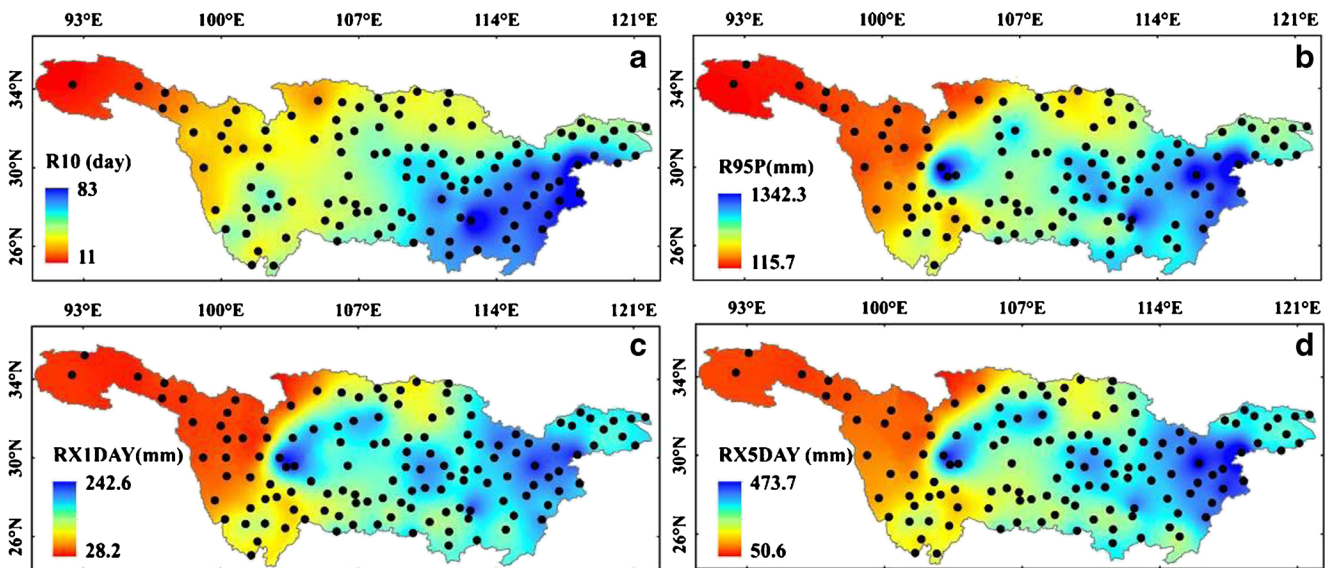 93°E 100°E 107°E 114°E 121°E
a
34°N
30°N
26°N
R10 (day)
83
11
93°E 100°E 107°E 114°E 121°E
b
34°N
30°N
26°N
R95P(mm)
1342.3
115.7
93°E 100°E 107°E 114°E 121°E
c
34°N
30°N
26°N
RX1DAY(mm)
242.6
28.2
93°E 100°E 107°E 114°E 121°E
d
34°N
30°N
26°N
RX5DAY (mm)
473.7
50.6